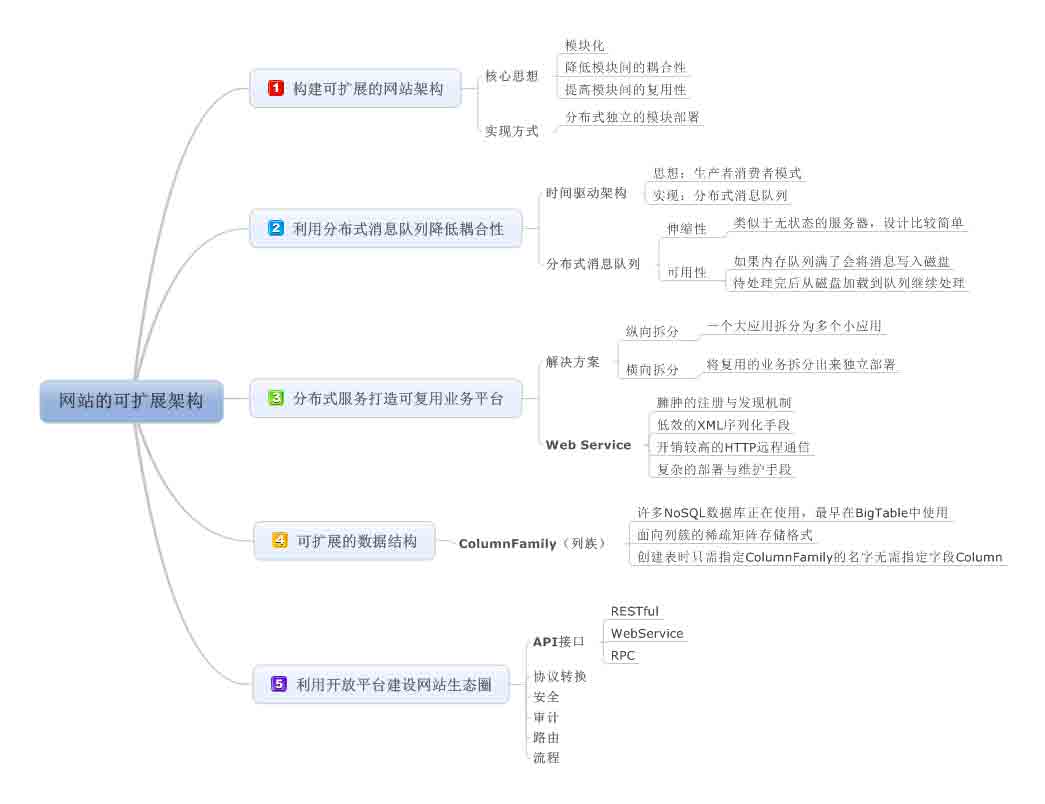 网站的可扩展架构
1 构建可扩展的网站架构
核心思想
模块化
降低模块间的耦合性
提高模块间的复用性
实现方式
分布式独立的模块部署
2 利用分布式消息队列降低耦合性
时间驱动架构
思想：生产者消费者模式
实现：分布式消息队列
分布式消息队列
伸缩性
类似于无状态的服务器，设计比较简单
可用性
如果内存队列满了会将消息写入磁盘
待处理完后从磁盘加载到队列继续处理
3 分布式服务打造可复用业务平台
解决方案
纵向拆分
一个大应用拆分为多个小应用
横向拆分
将复用的业务拆分出来独立部署
Web Service
臃肿的注册与发现机制
低效的XML序列化手段
开销较高的HTTP远程通信
复杂的部署与维护手段
4 可扩展的数据结构
ColumnFamily（列族）
许多NoSQL数据库正在使用，最早在BigTable中使用
面向列簇的稀疏矩阵存储格式
创建表时只需指定ColumnFamily的名字无需指定字段Column
5 利用开放平台建设网站生态圈
API接口
RESTful
WebService
RPC
协议转换
安全
审计
路由
流程